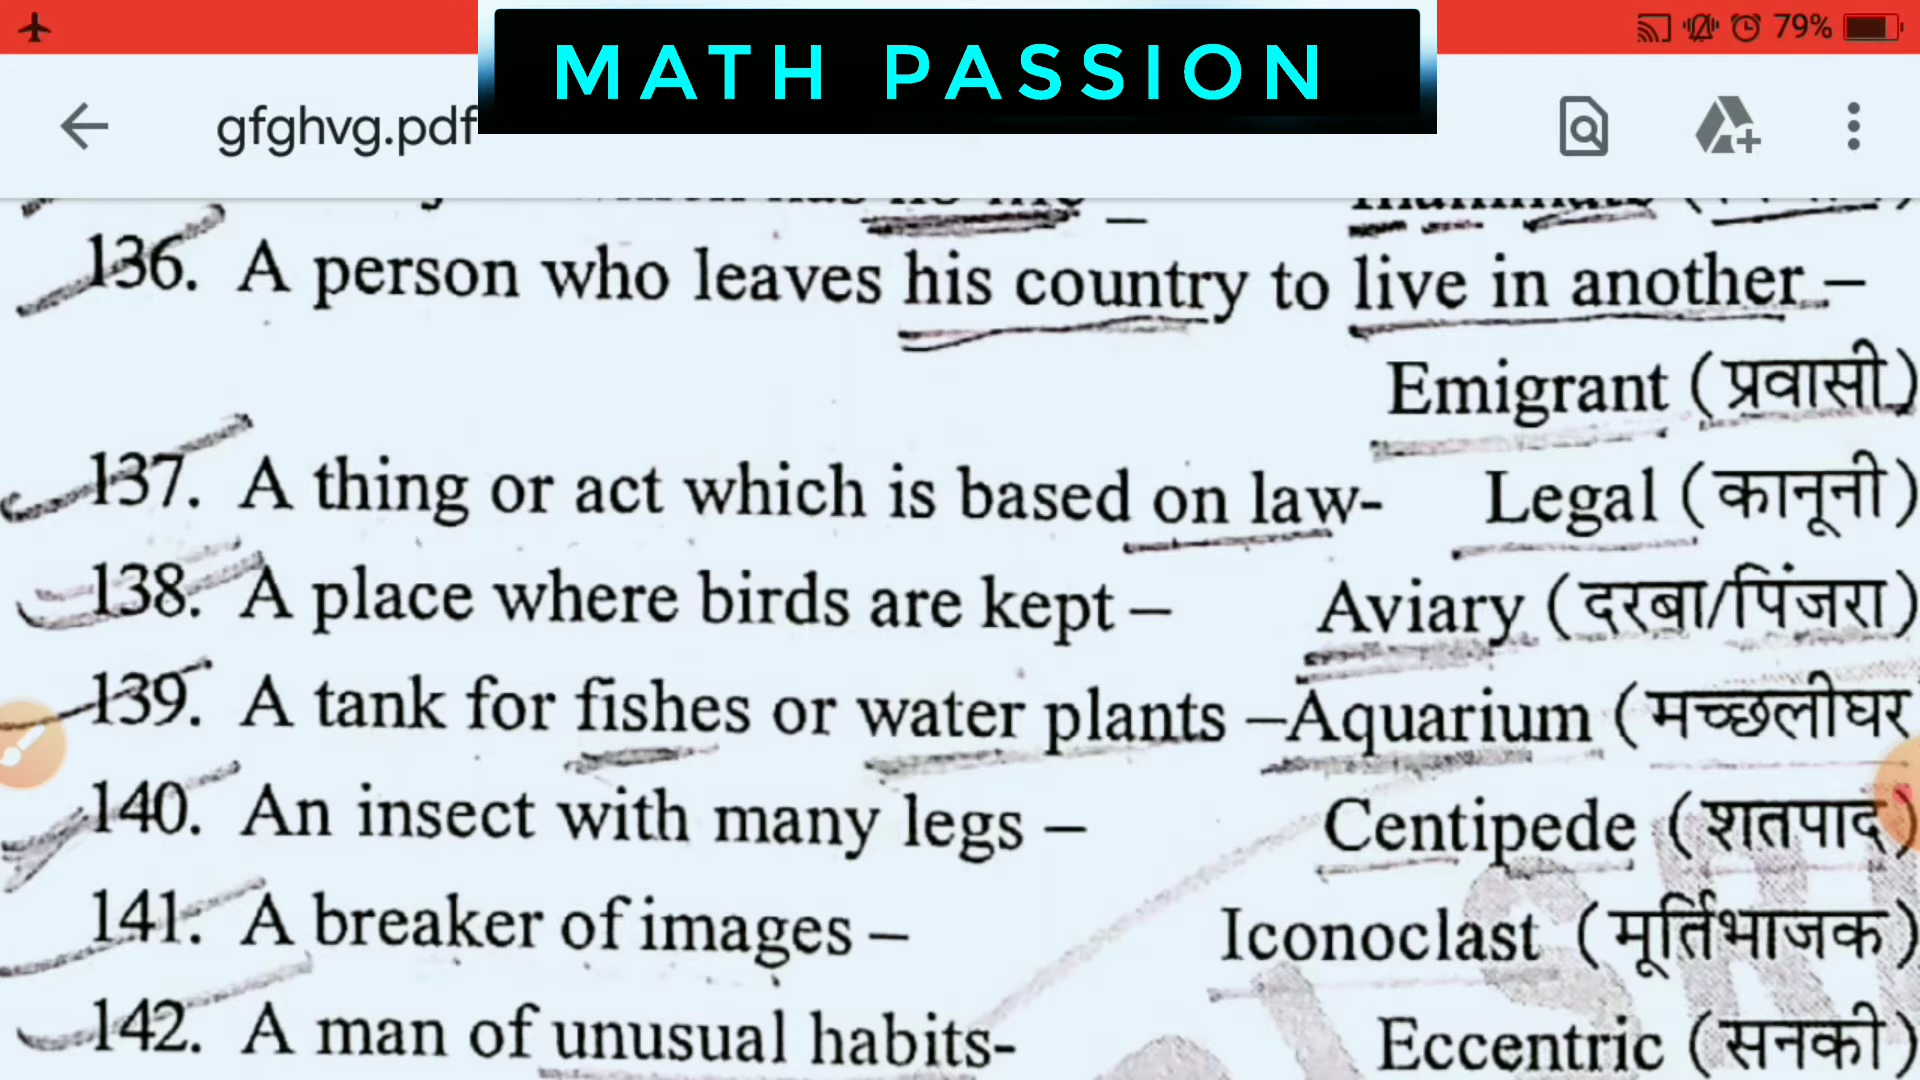 79%
MATH PASSION
gfghvg.pdf
136. A person who leaves his country to live in another –
Emigrant (प्रवासी)
137. A thing or act which is based on law- Legal (कानूनी)
138. A place where birds are kept – Aviary (दरबा/पिंजरा)
139. A tank for fishes or water plants –Aquarium (मच्छलीघर
140. An insect with many legs – Centipede (शतपाद)
141. A breaker of images – Iconoclast (मूर्तिभाजक)
142. A man of unusual habits- Eccentric (सनकी)